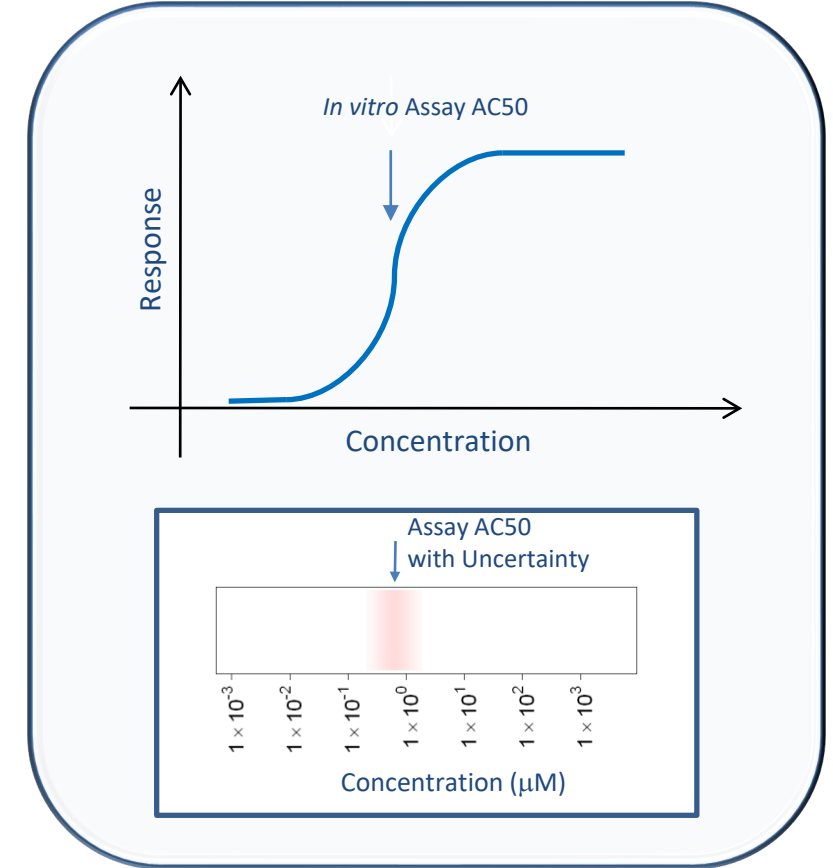 In vitro Assay AC50
Response
Concentration
Assay AC50
with Uncertainty
1 × 10⁻³
1 × 10⁻²
1 × 10⁻¹
1 × 10⁰
1 × 10¹
1 × 10²
1 × 10³
Concentration (μM)